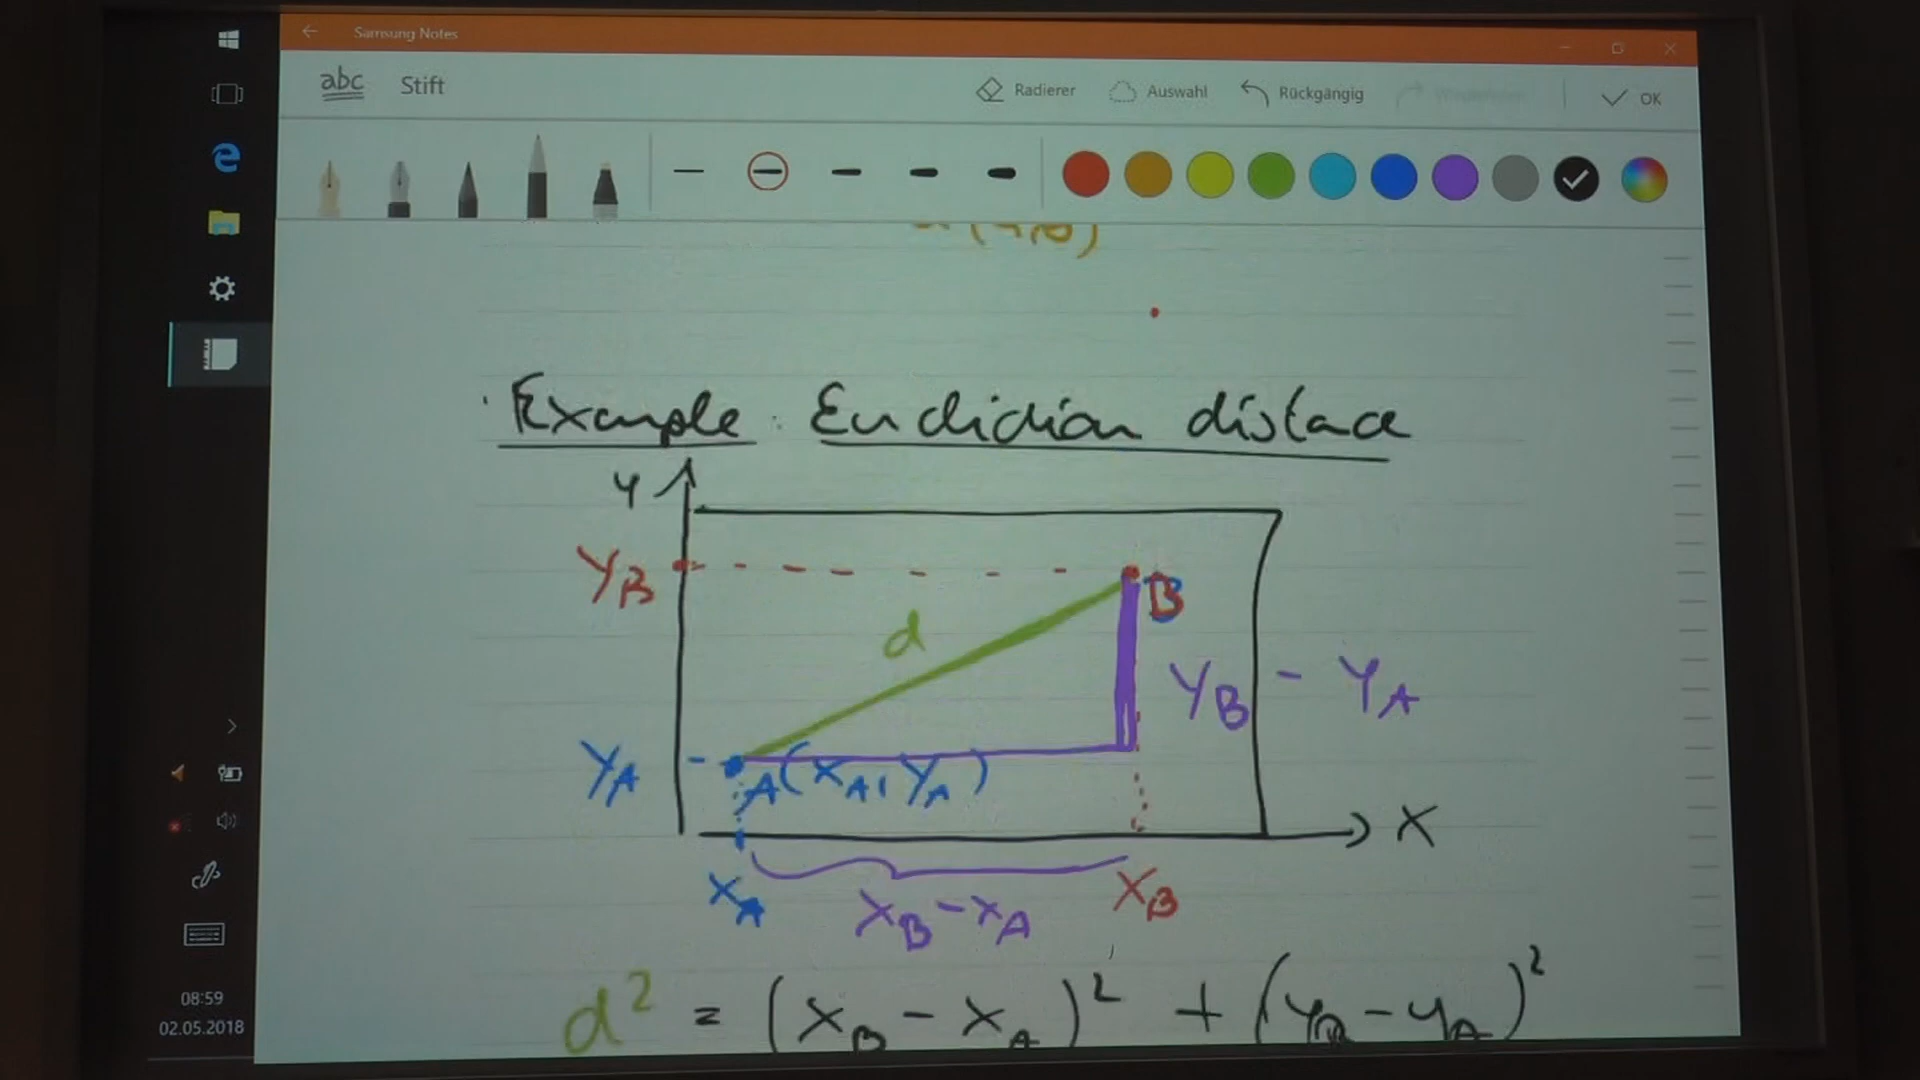 Samsung Notes
abc Stift Radierer Auswahl Rückgängig OK
Example: Euclidian distace
Y
YB
B
d
YB - YA
YA
A(XA, YA)
X
XA
XB - XA
XB
d² = (XB - XA)² + (YB - YA)²
08:59
02.05.2018